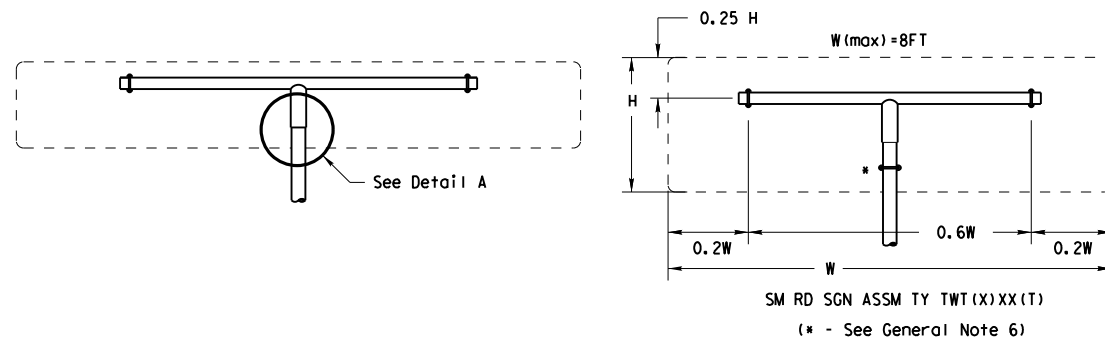 See Detail A
0.25 H
W(max)=8FT
H
*
0.2W
0.6W
0.2W
W
SM RD SGN ASSM TY TWT(X)XX(T)
(* - See General Note 6)